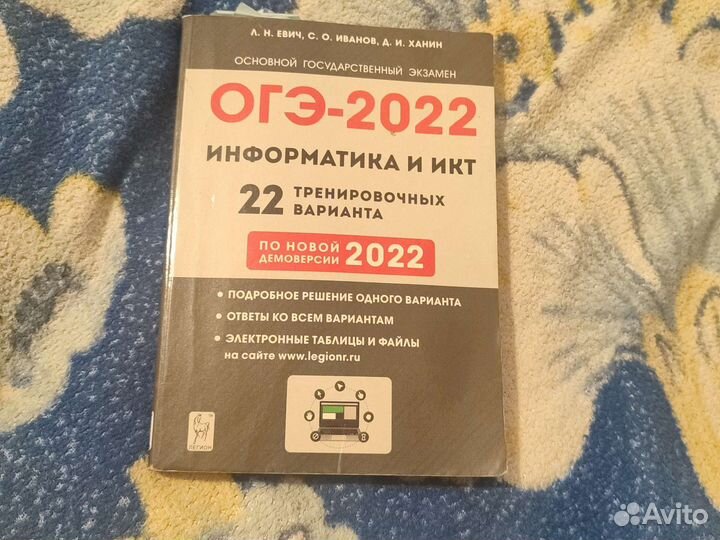 Л. Н. ЕВИЧ, С. О. ИВАНОВ, Д. И. ХАНИН
ОСНОВНОЙ ГОСУДАРСТВЕННЫЙ ЭКЗАМЕН
ОГЭ-2022
ИНФОРМАТИКА И ИКТ
22 ТРЕНИРОВОЧНЫХ
ВАРИАНТА
ПО НОВОЙ
ДЕМОВЕРСИИ 2022
• ПОДРОБНОЕ РЕШЕНИЕ ОДНОГО ВАРИАНТА
• ОТВЕТЫ КО ВСЕМ ВАРИАНТАМ
• ЭЛЕКТРОННЫЕ ТАБЛИЦЫ И ФАЙЛЫ
на сайте www.legionr.ru
ЛЕГИОН
Avito